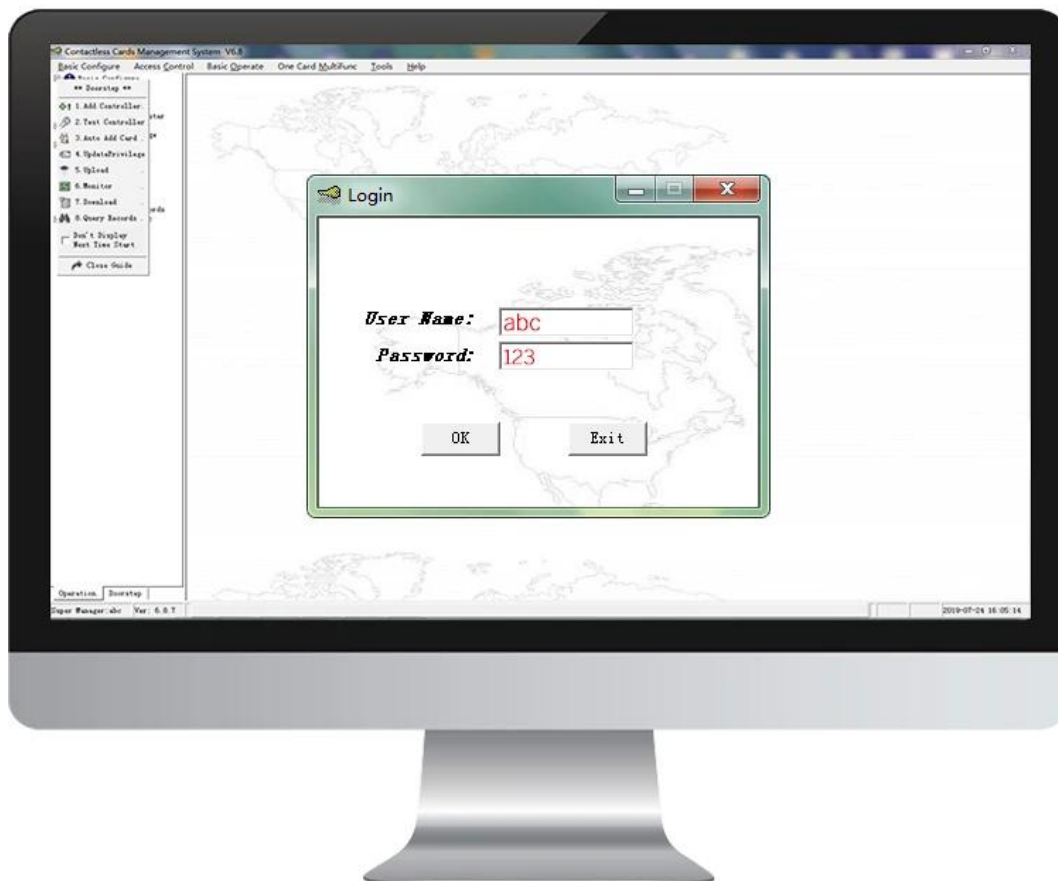 Contactless Cards Management System V6.8
Basic Configure Access Control Basic Operate One Card MultiFunc Tools Help
** Doorstep **
1.Add Controller.
2.Test Controller
3.Auto Add Card .
4.UpdatePrivilege
5.Upload .
6.Monitor .
7.Download .
8.Query Records .
Don't Display
Next Time Start
Close Guide
Login
User Name: abc
Password: 123
OK Exit
Operation Doorstep
Super Manager:abc Ver: 6.8.7 2019-07-24 16:05:14